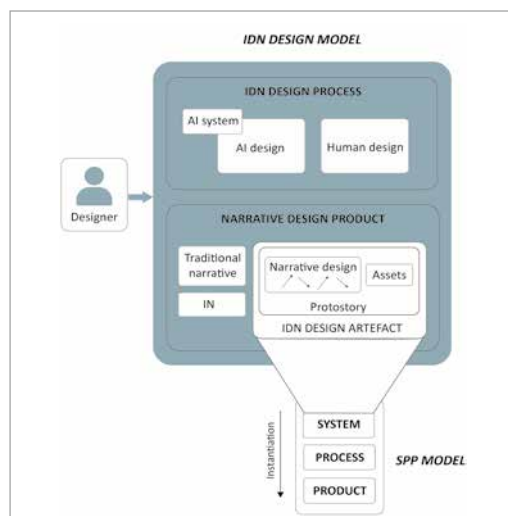 IDN DESIGN MODEL
IDN DESIGN PROCESS
AI system
AI design
Human design
Designer
NARRATIVE DESIGN PRODUCT
Traditional
narrative
IN
Narrative design
Assets
Protostory
IDN DESIGN ARTEFACT
Instantiation
SYSTEM
PROCESS
PRODUCT
SPP MODEL